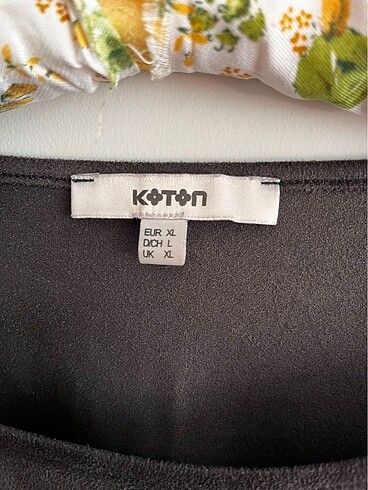 KOTON
EUR XL
D/CH L
UK XL